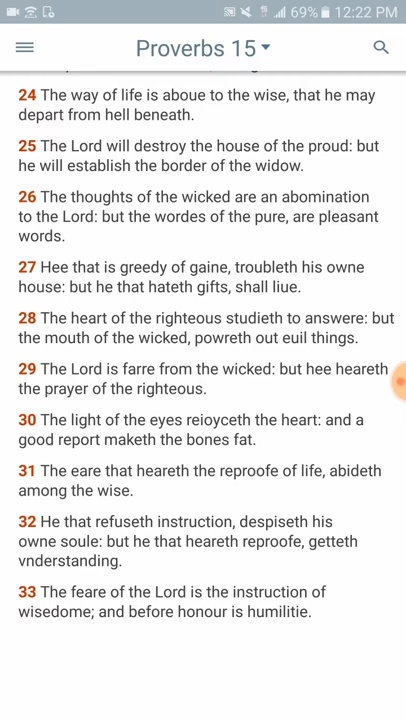 69% 12:22 PM
Proverbs 15
24 The way of life is aboue to the wise, that he may
depart from hell beneath.
25 The Lord will destroy the house of the proud: but
he will establish the border of the widow.
26 The thoughts of the wicked are an abomination
to the Lord: but the wordes of the pure, are pleasant
words.
27 Hee that is greedy of gaine, troubleth his owne
house: but he that hateth gifts, shall liue.
28 The heart of the righteous studieth to answere: but
the mouth of the wicked, powreth out euil things.
29 The Lord is farre from the wicked: but hee heareth
the prayer of the righteous.
30 The light of the eyes reioyceth the heart: and a
good report maketh the bones fat.
31 The eare that heareth the reproofe of life, abideth
among the wise.
32 He that refuseth instruction, despiseth his
owne soule: but he that heareth reproofe, getteth
vnderstanding.
33 The feare of the Lord is the instruction of
wisedome; and before honour is humilitie.